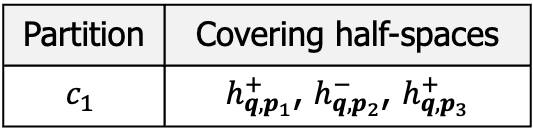 Partition Covering half-spaces
c₁ h⁺q,p₁, h⁻q,p₂, h⁺q,p₃